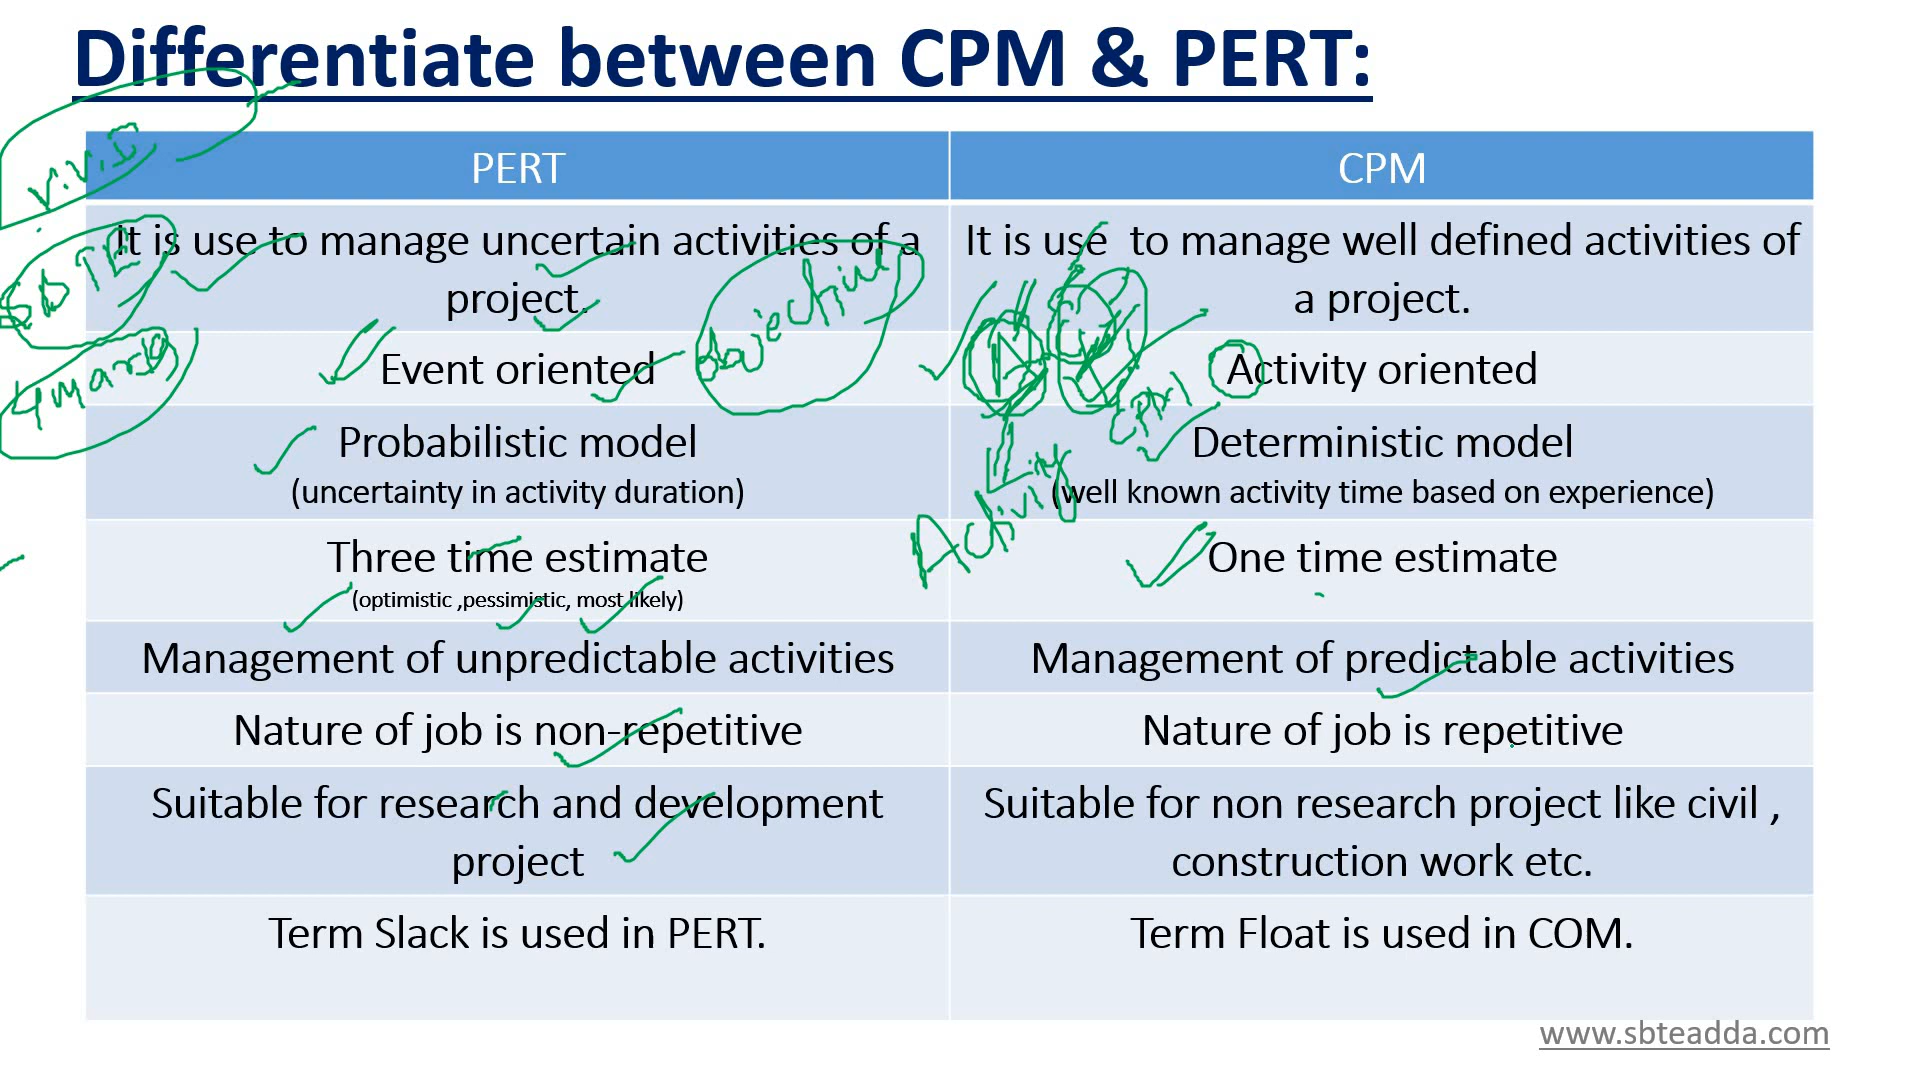 Differentiate between CPM & PERT:
V.V.I
PERT
CPM
It is use to manage uncertain activities of a
project.
It is use to manage well defined activities of
a project.
Sb TE
objective
4 marks
Event oriented
Activity oriented
CPM
Probabilistic model
(uncertainty in activity duration)
Deterministic model
(well known activity time based on experience)
Activity
Three time estimate
(optimistic ,pessimistic, most likely)
One time estimate
Management of unpredictable activities
Management of predictable activities
Nature of job is non-repetitive
Nature of job is repetitive
Suitable for research and development
project
Suitable for non research project like civil ,
construction work etc.
Term Slack is used in PERT.
Term Float is used in COM.
www.sbteadda.com